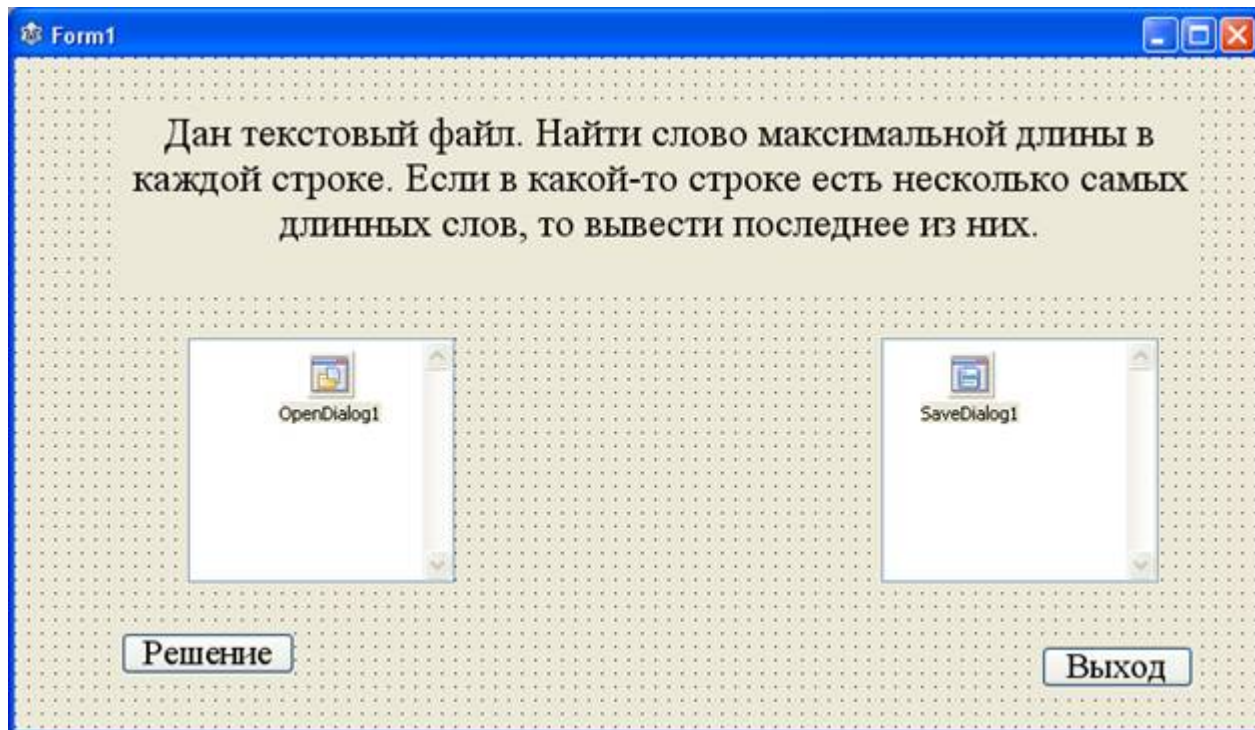 Form1
Дан текстовый файл. Найти слово максимальной длины в
каждой строке. Если в какой-то строке есть несколько самых
длинных слов, то вывести последнее из них.
OpenDialog1
SaveDialog1
Решение
Выход